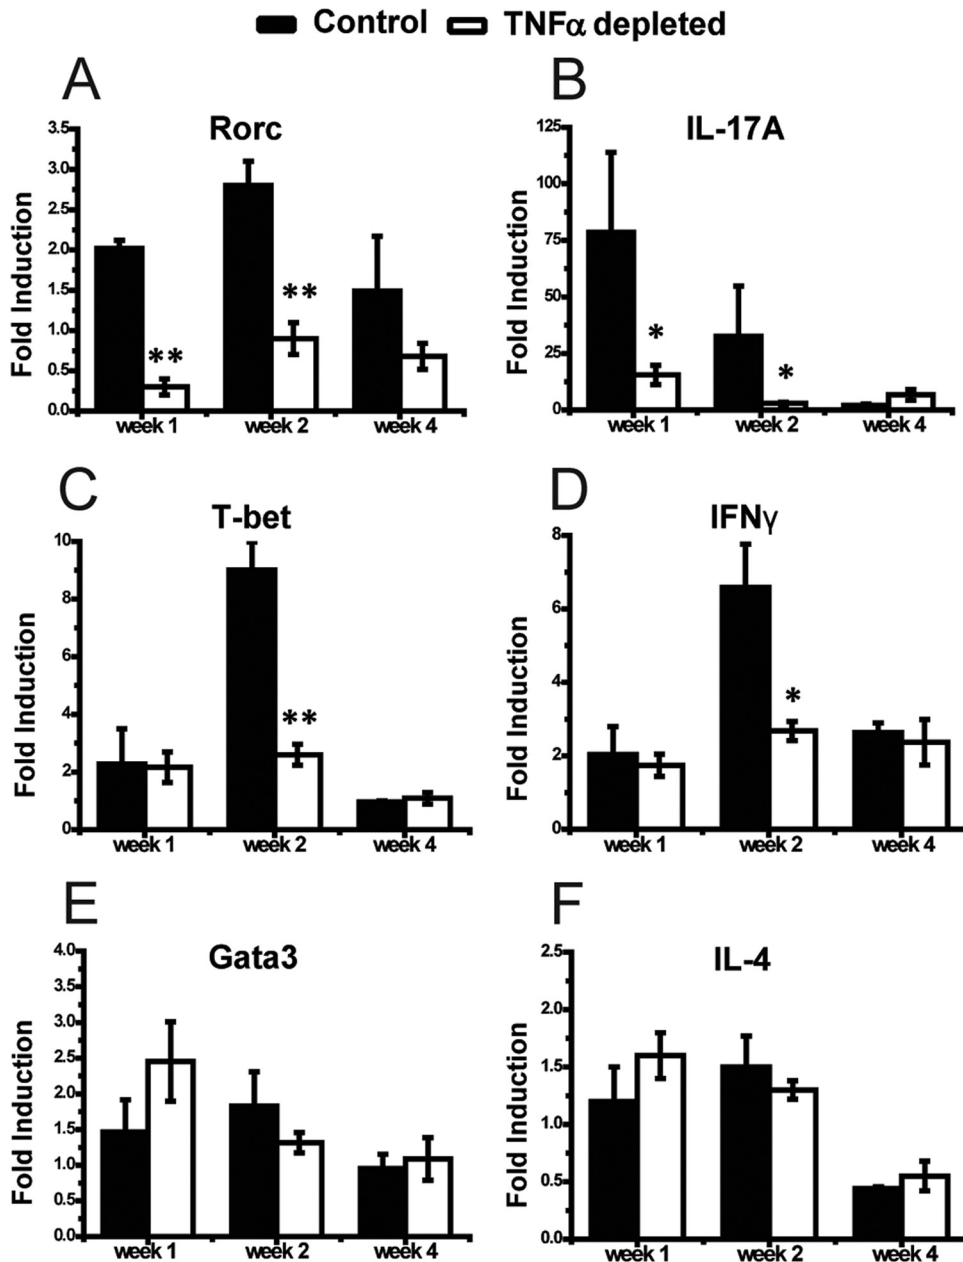 Control TNFα depleted
A
Rorc
Fold Induction
3.5
3.0
2.5
2.0
1.5
1.0
0.5
0.0
**
**
week 1 week 2 week 4
B
IL-17A
Fold Induction
125
100
75
50
25
0
*
*
week 1 week 2 week 4
C
T-bet
Fold Induction
10
8
6
4
2
0
**
week 1 week 2 week 4
D
IFNγ
Fold Induction
8
6
4
2
0
*
week 1 week 2 week 4
E
Gata3
Fold Induction
4.0
3.5
3.0
2.5
2.0
1.5
1.0
0.5
0.0
week 1 week 2 week 4
F
IL-4
Fold Induction
2.5
2.0
1.5
1.0
0.5
0.0
week 1 week 2 week 4